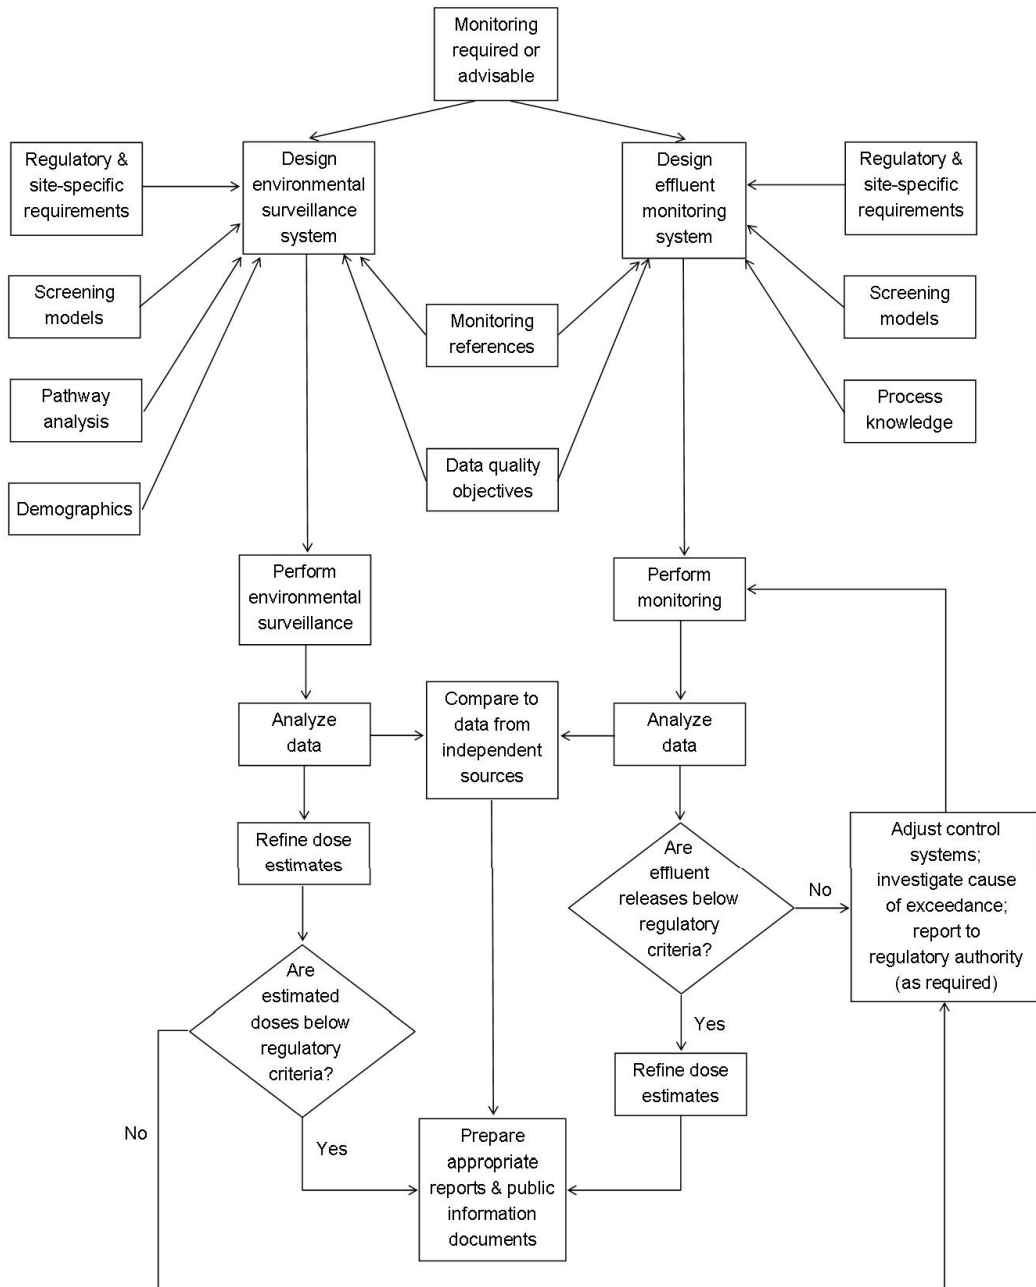 Monitoring
required or
advisable
Regulatory &
site-specific
requirements
Design
environmental
surveillance
system
Design
effluent
monitoring
system
Regulatory &
site-specific
requirements
Screening
models
Monitoring
references
Screening
models
Pathway
analysis
Process
knowledge
Data quality
objectives
Demographics
Perform
environmental
surveillance
Perform
monitoring
Analyze
data
Compare to
data from
independent
sources
Analyze
data
Refine dose
estimates
Are
effluent
releases below
regulatory
criteria?
No
Adjust control
systems;
investigate cause
of exceedance;
report to
regulatory authority
(as required)
Are
estimated
doses below
regulatory
criteria?
Yes
Refine dose
estimates
No
Yes
Prepare
appropriate
reports & public
information
documents